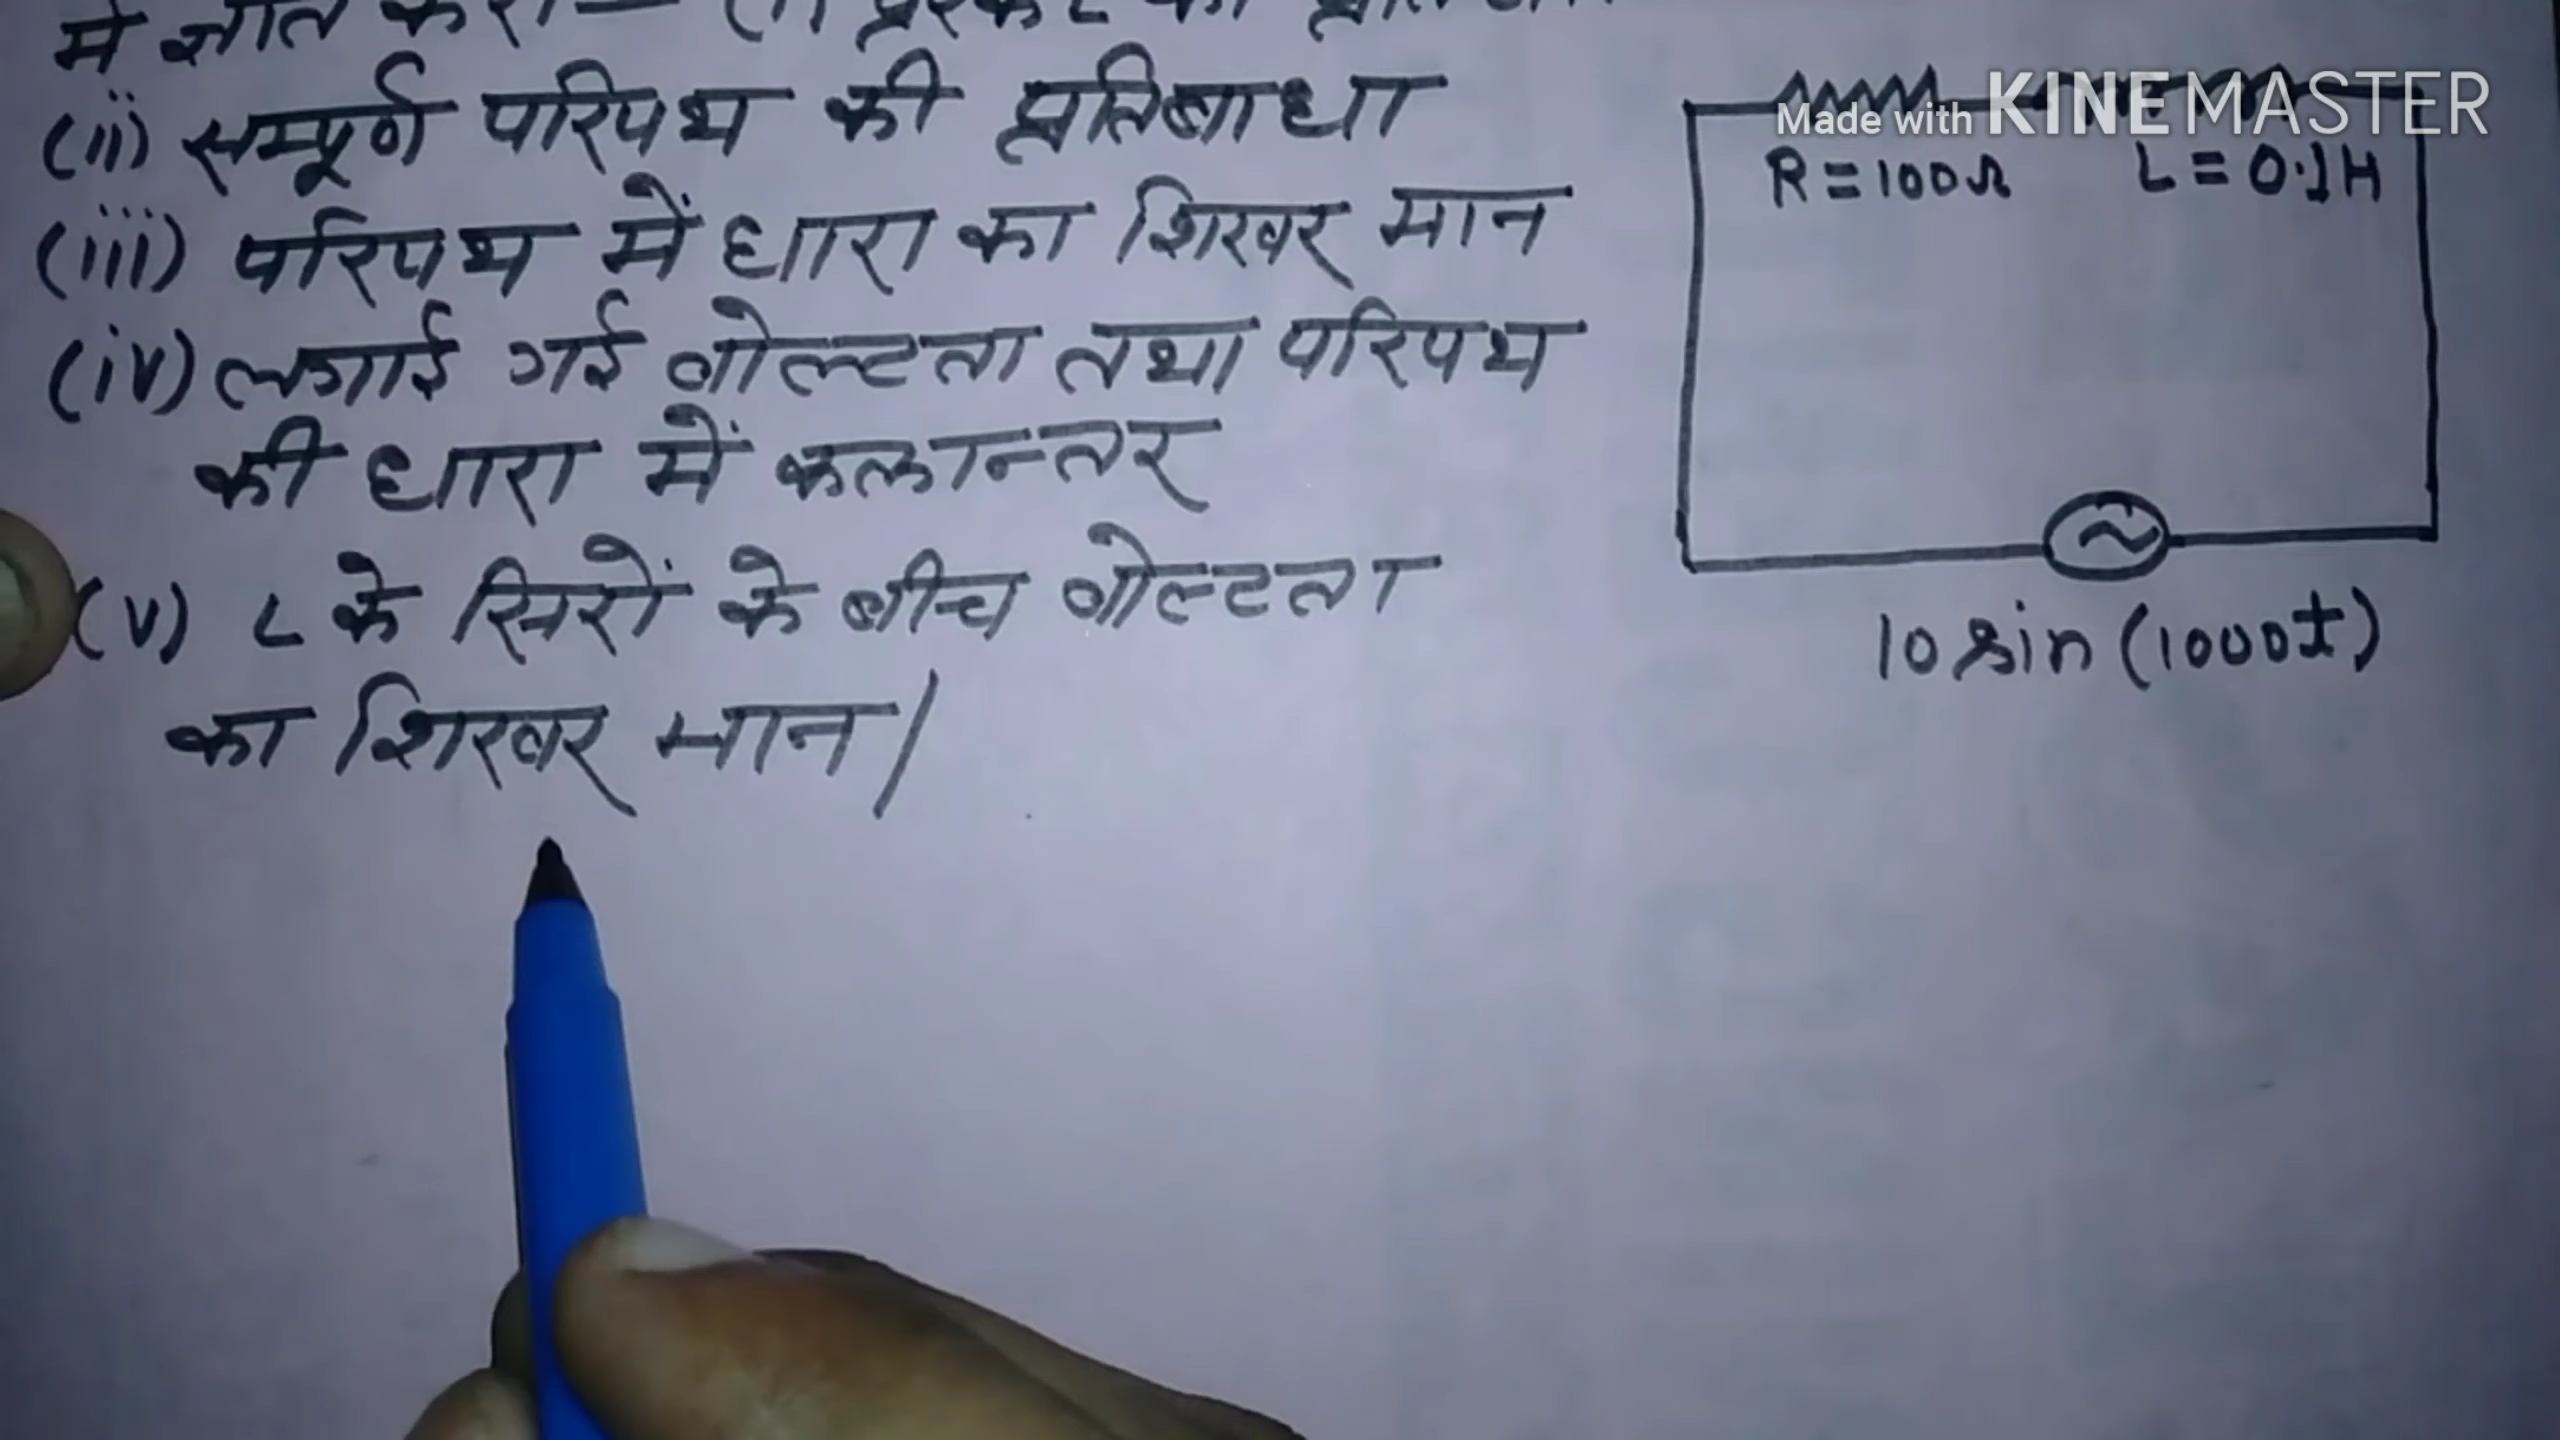 में ज्ञात करो— (i)
(ii) सम्पूर्ण परिपथ की प्रतिबाधा
(iii) परिपथ में धारा का शिखर मान
(iv) लगाई गई वोल्टता तथा परिपथ
की धारा में कलान्तर
(v) L के सिरों के बीच वोल्टता
का शिखर मान/
Made with KINEMASTER
R = 100Ω L = 0.1H
~
10 sin (1000t)